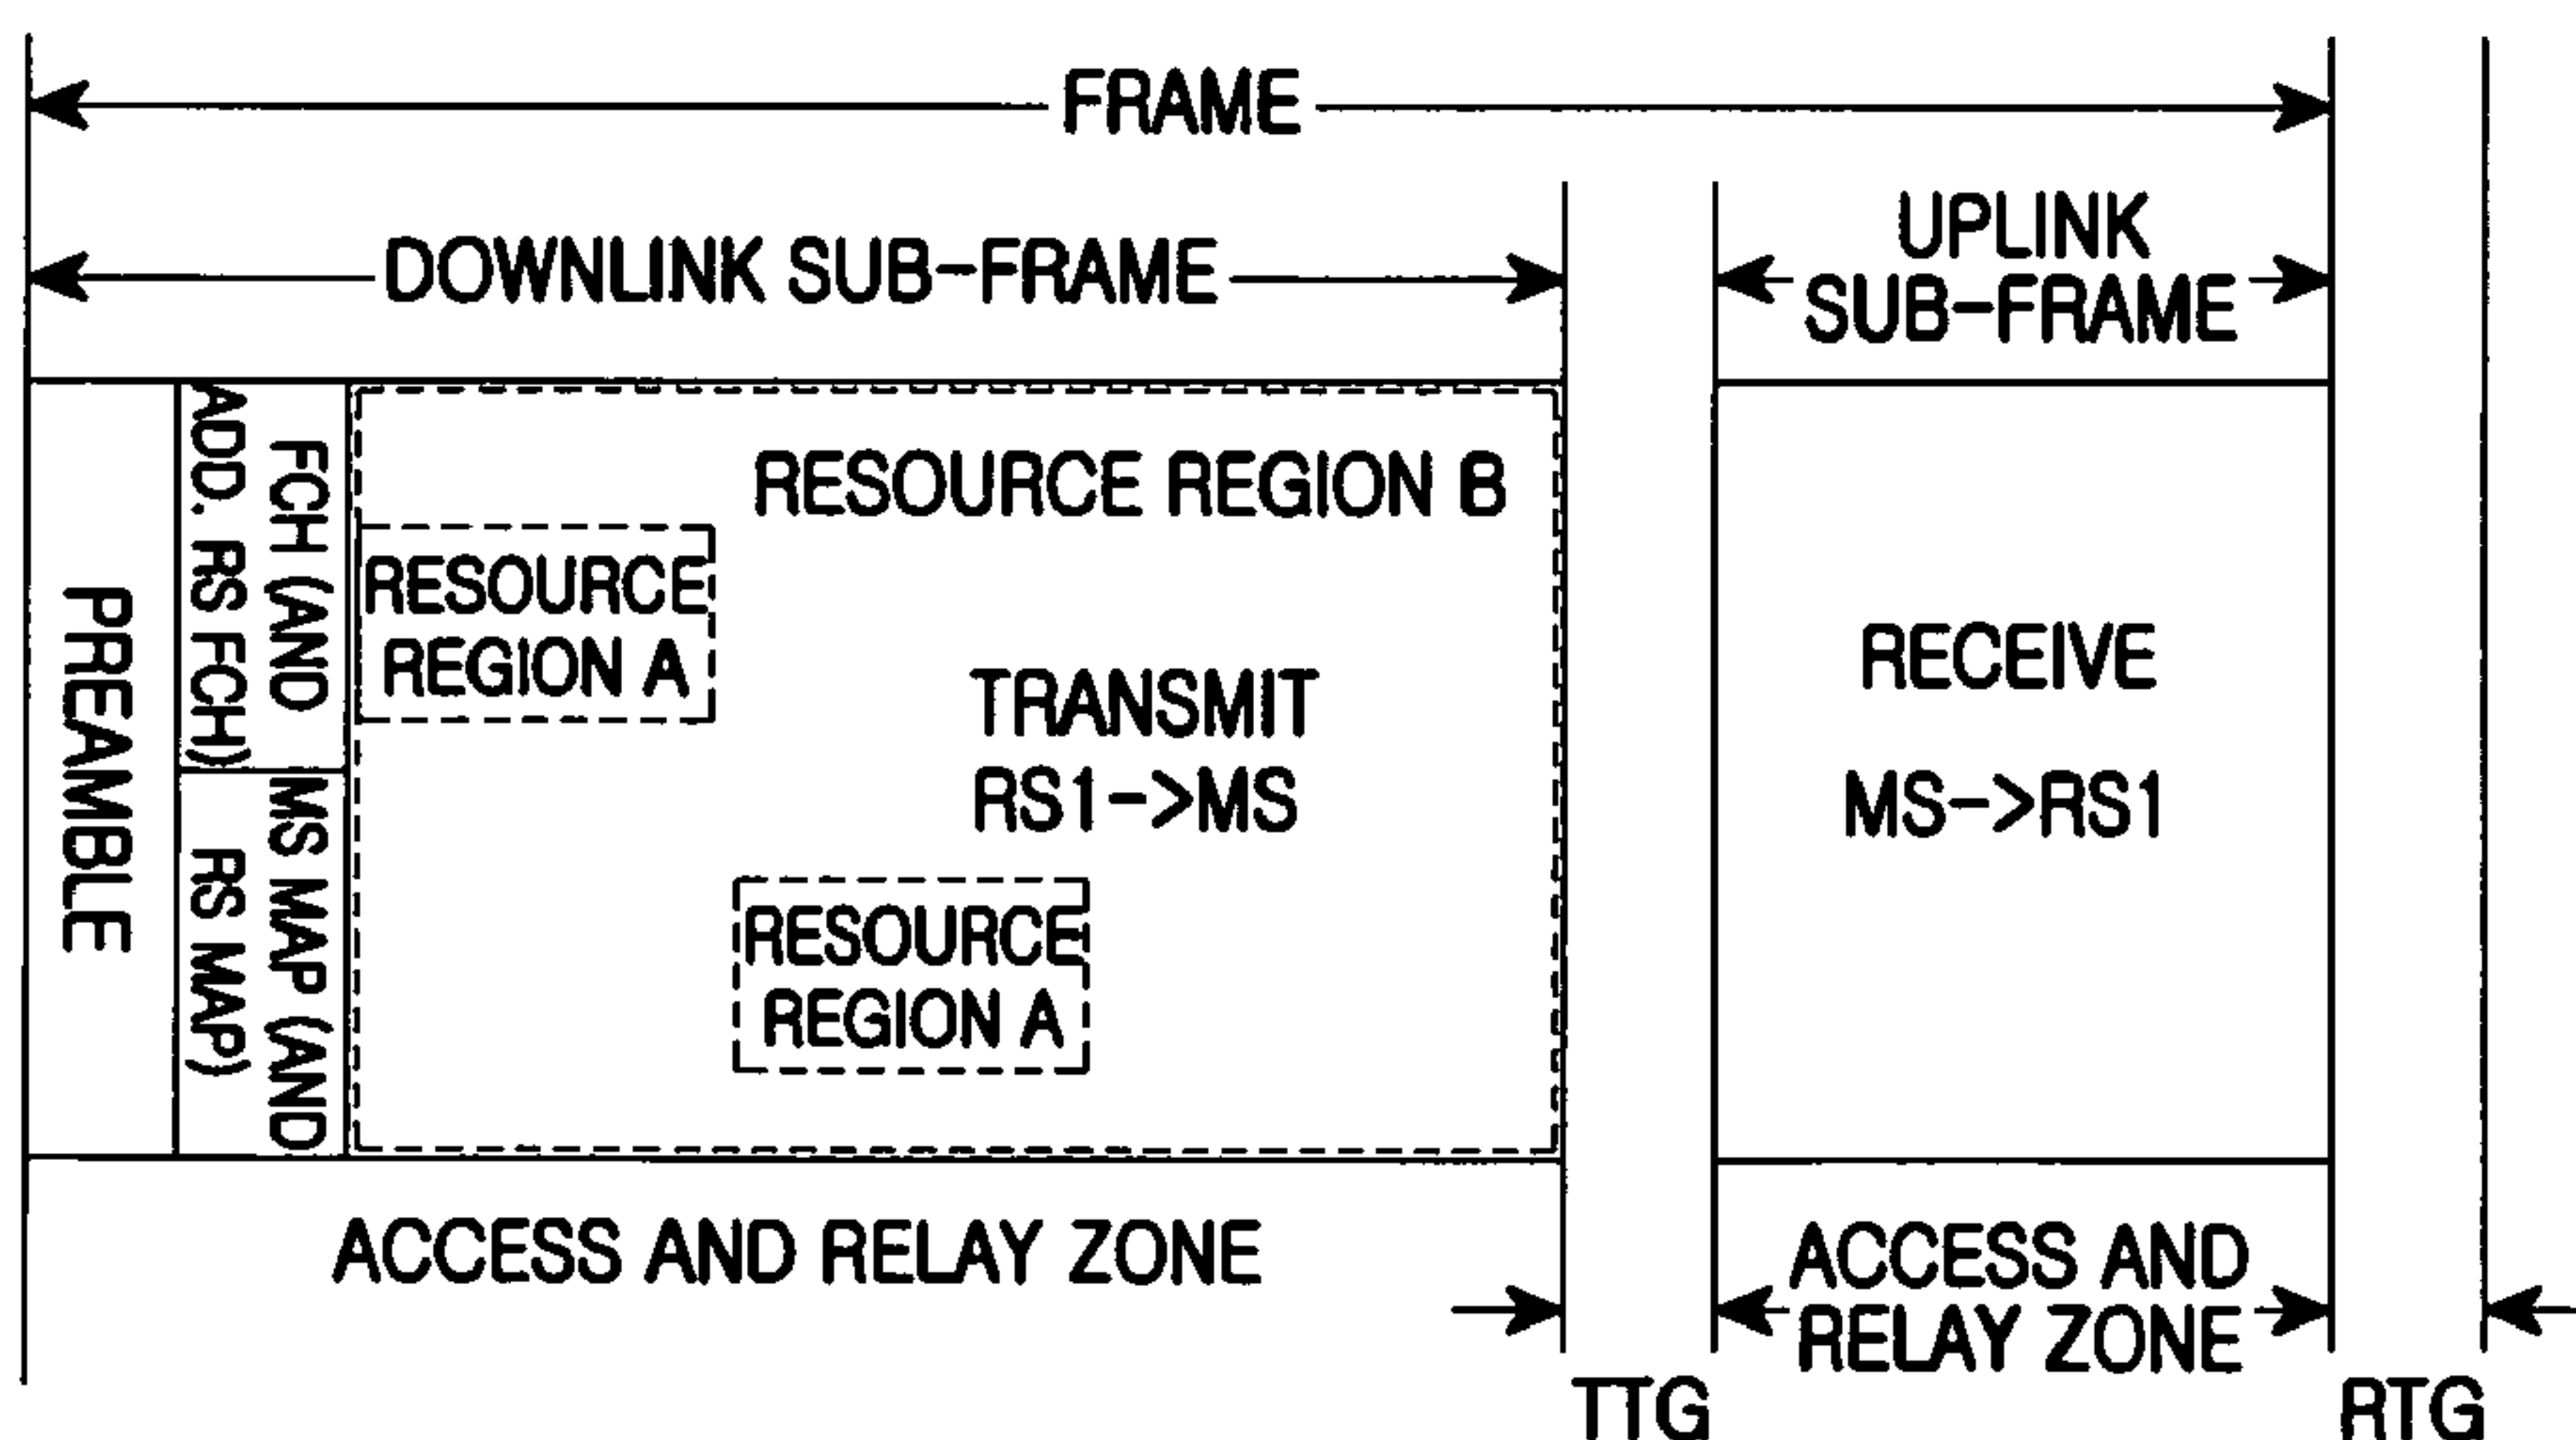 FRAME
DOWNLINK SUB-FRAME
UPLINK
SUB-FRAME
PREAMBLE
FCH (AND
ADD. RS FCH)
MS MAP (AND
RS MAP)
RESOURCE REGION B
RESOURCE
REGION A
TRANSMIT
RS1->MS
RESOURCE
REGION A
RECEIVE
MS->RS1
ACCESS AND RELAY ZONE
ACCESS AND
RELAY ZONE
TTG
RTG